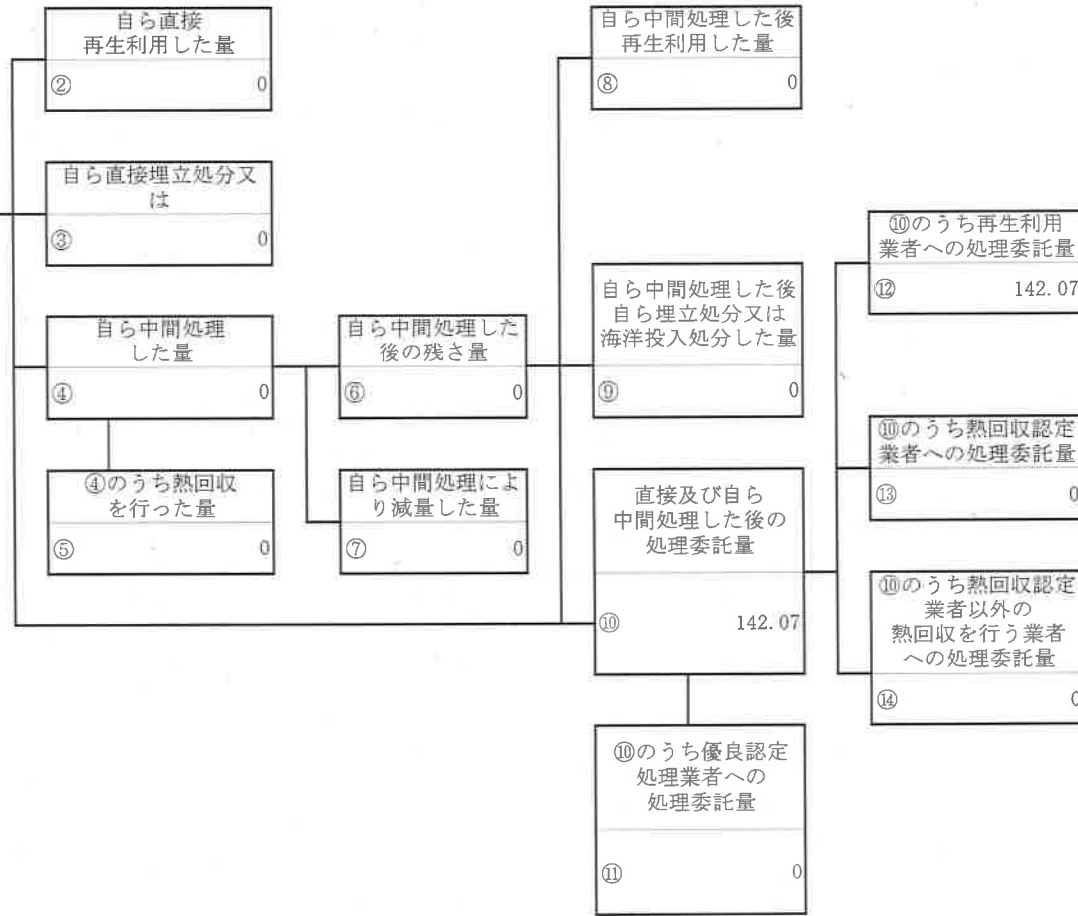 自ら直接
再生利用した量
② 0
自ら直接埋立処分又
は
③ 0
自ら中間処理
した量
④ 0
④のうち熱回収
を行った量
⑤ 0
自ら中間処理した
後の残さ量
⑥ 0
自ら中間処理によ
り減量した量
⑦ 0
自ら中間処理した後
再生利用した量
⑧ 0
自ら中間処理した後
自ら埋立処分又は
海洋投入処分した量
⑨ 0
直接及び自ら
中間処理した後の
処理委託量
⑩ 142.07
⑩のうち優良認定
処理業者への
処理委託量
⑪ 0
⑩のうち再生利用
業者への処理委託量
⑫ 142.07
⑩のうち熱回収認定
業者への処理委託量
⑬ 0
⑩のうち熱回収認定
業者以外の
熱回収を行う業者
への処理委託量
⑭ 0